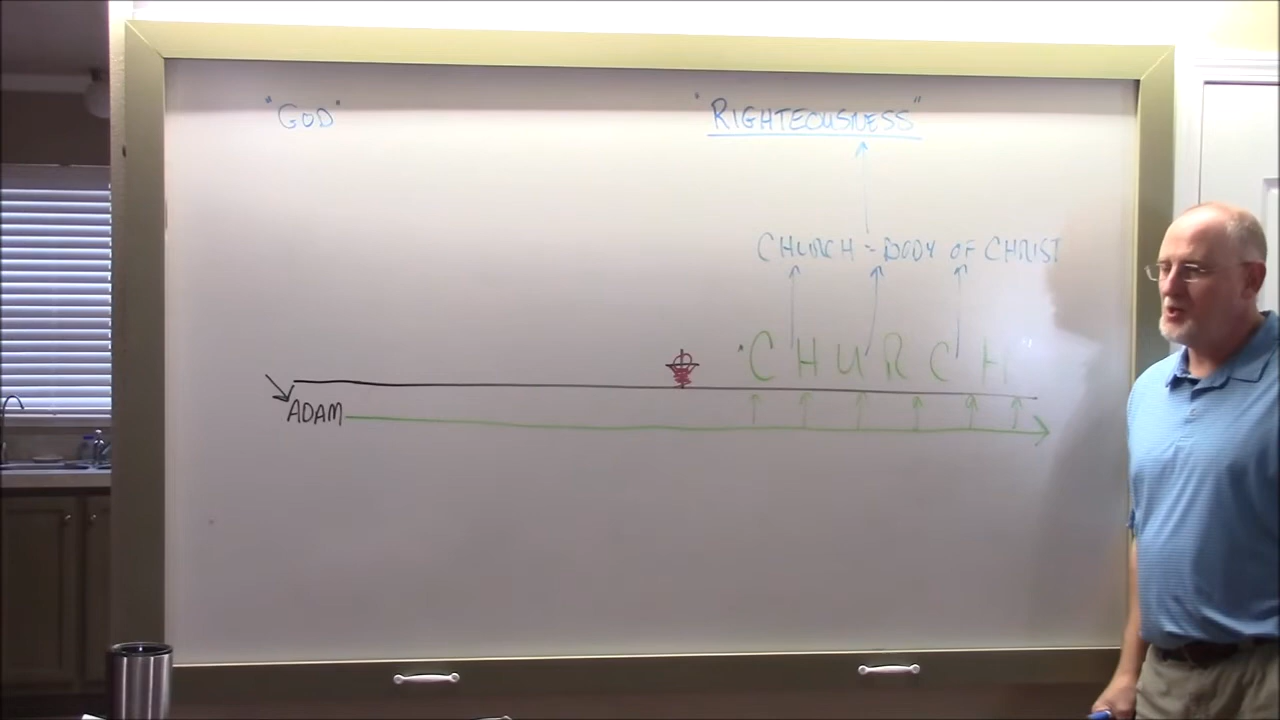 "GOD"
"RIGHTEOUSNESS"
CHURCH - BODY OF CHRIST
"CHURCH"
ADAM